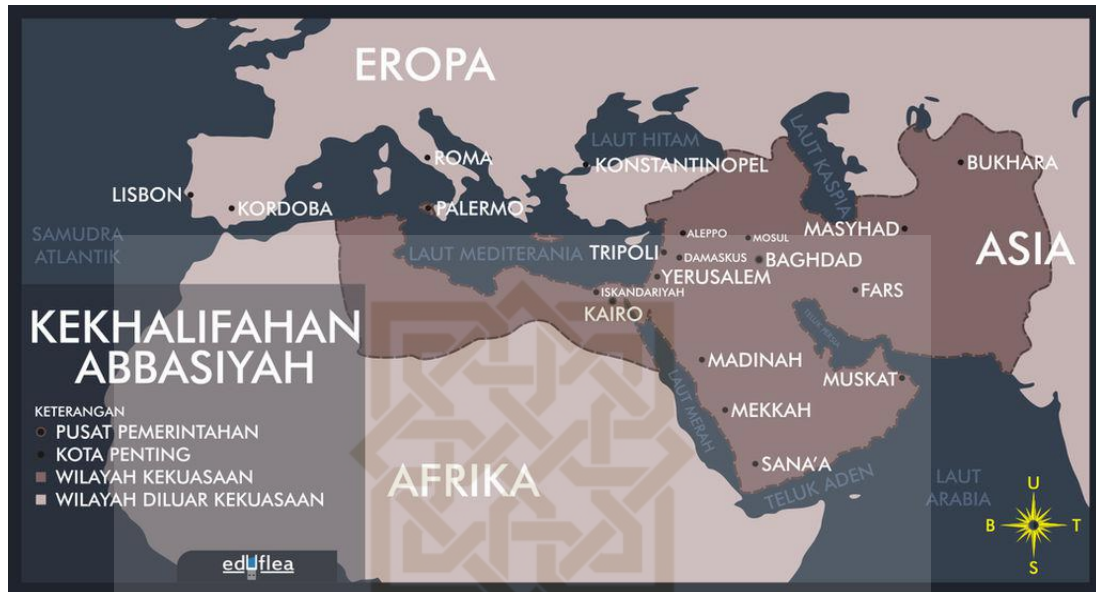 EROPA
LAUT HITAM
LAUT KASPIA
ROMA
KONSTANTINOPEL
BUKHARA
LISBON
KORDOBA
PALERMO
SAMUDRA
ATLANTIK
LAUT MEDITERANIA
TRIPOLI
ALEPPO
MOSUL
MASYHAD
DAMASKUS
BAGHDAD
ASIA
YERUSALEM
ISKANDARIYAH
FARS
KAIRO
TELUK PERSIA
KEKHALIFAHAN
ABBASIYAH
MADINAH
MUSKAT
LAUT MERAH
MEKKAH
KETERANGAN
PUSAT PEMERINTAHAN
KOTA PENTING
WILAYAH KEKUASAAN
WILAYAH DILUAR KEKUASAAN
AFRIKA
SANA'A
TELUK ADEN
LAUT
ARABIA
U
B
T
S
eduflea